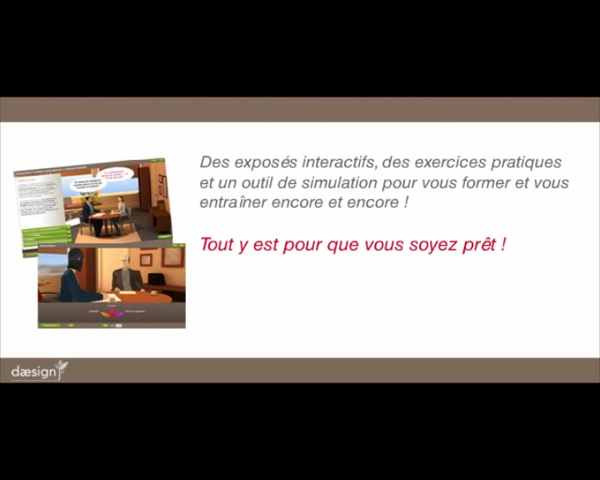 Des exposés interactifs, des exercices pratiques
et un outil de simulation pour vous former et vous
entraîner encore et encore !
Tout y est pour que vous soyez prêt !
dæsign